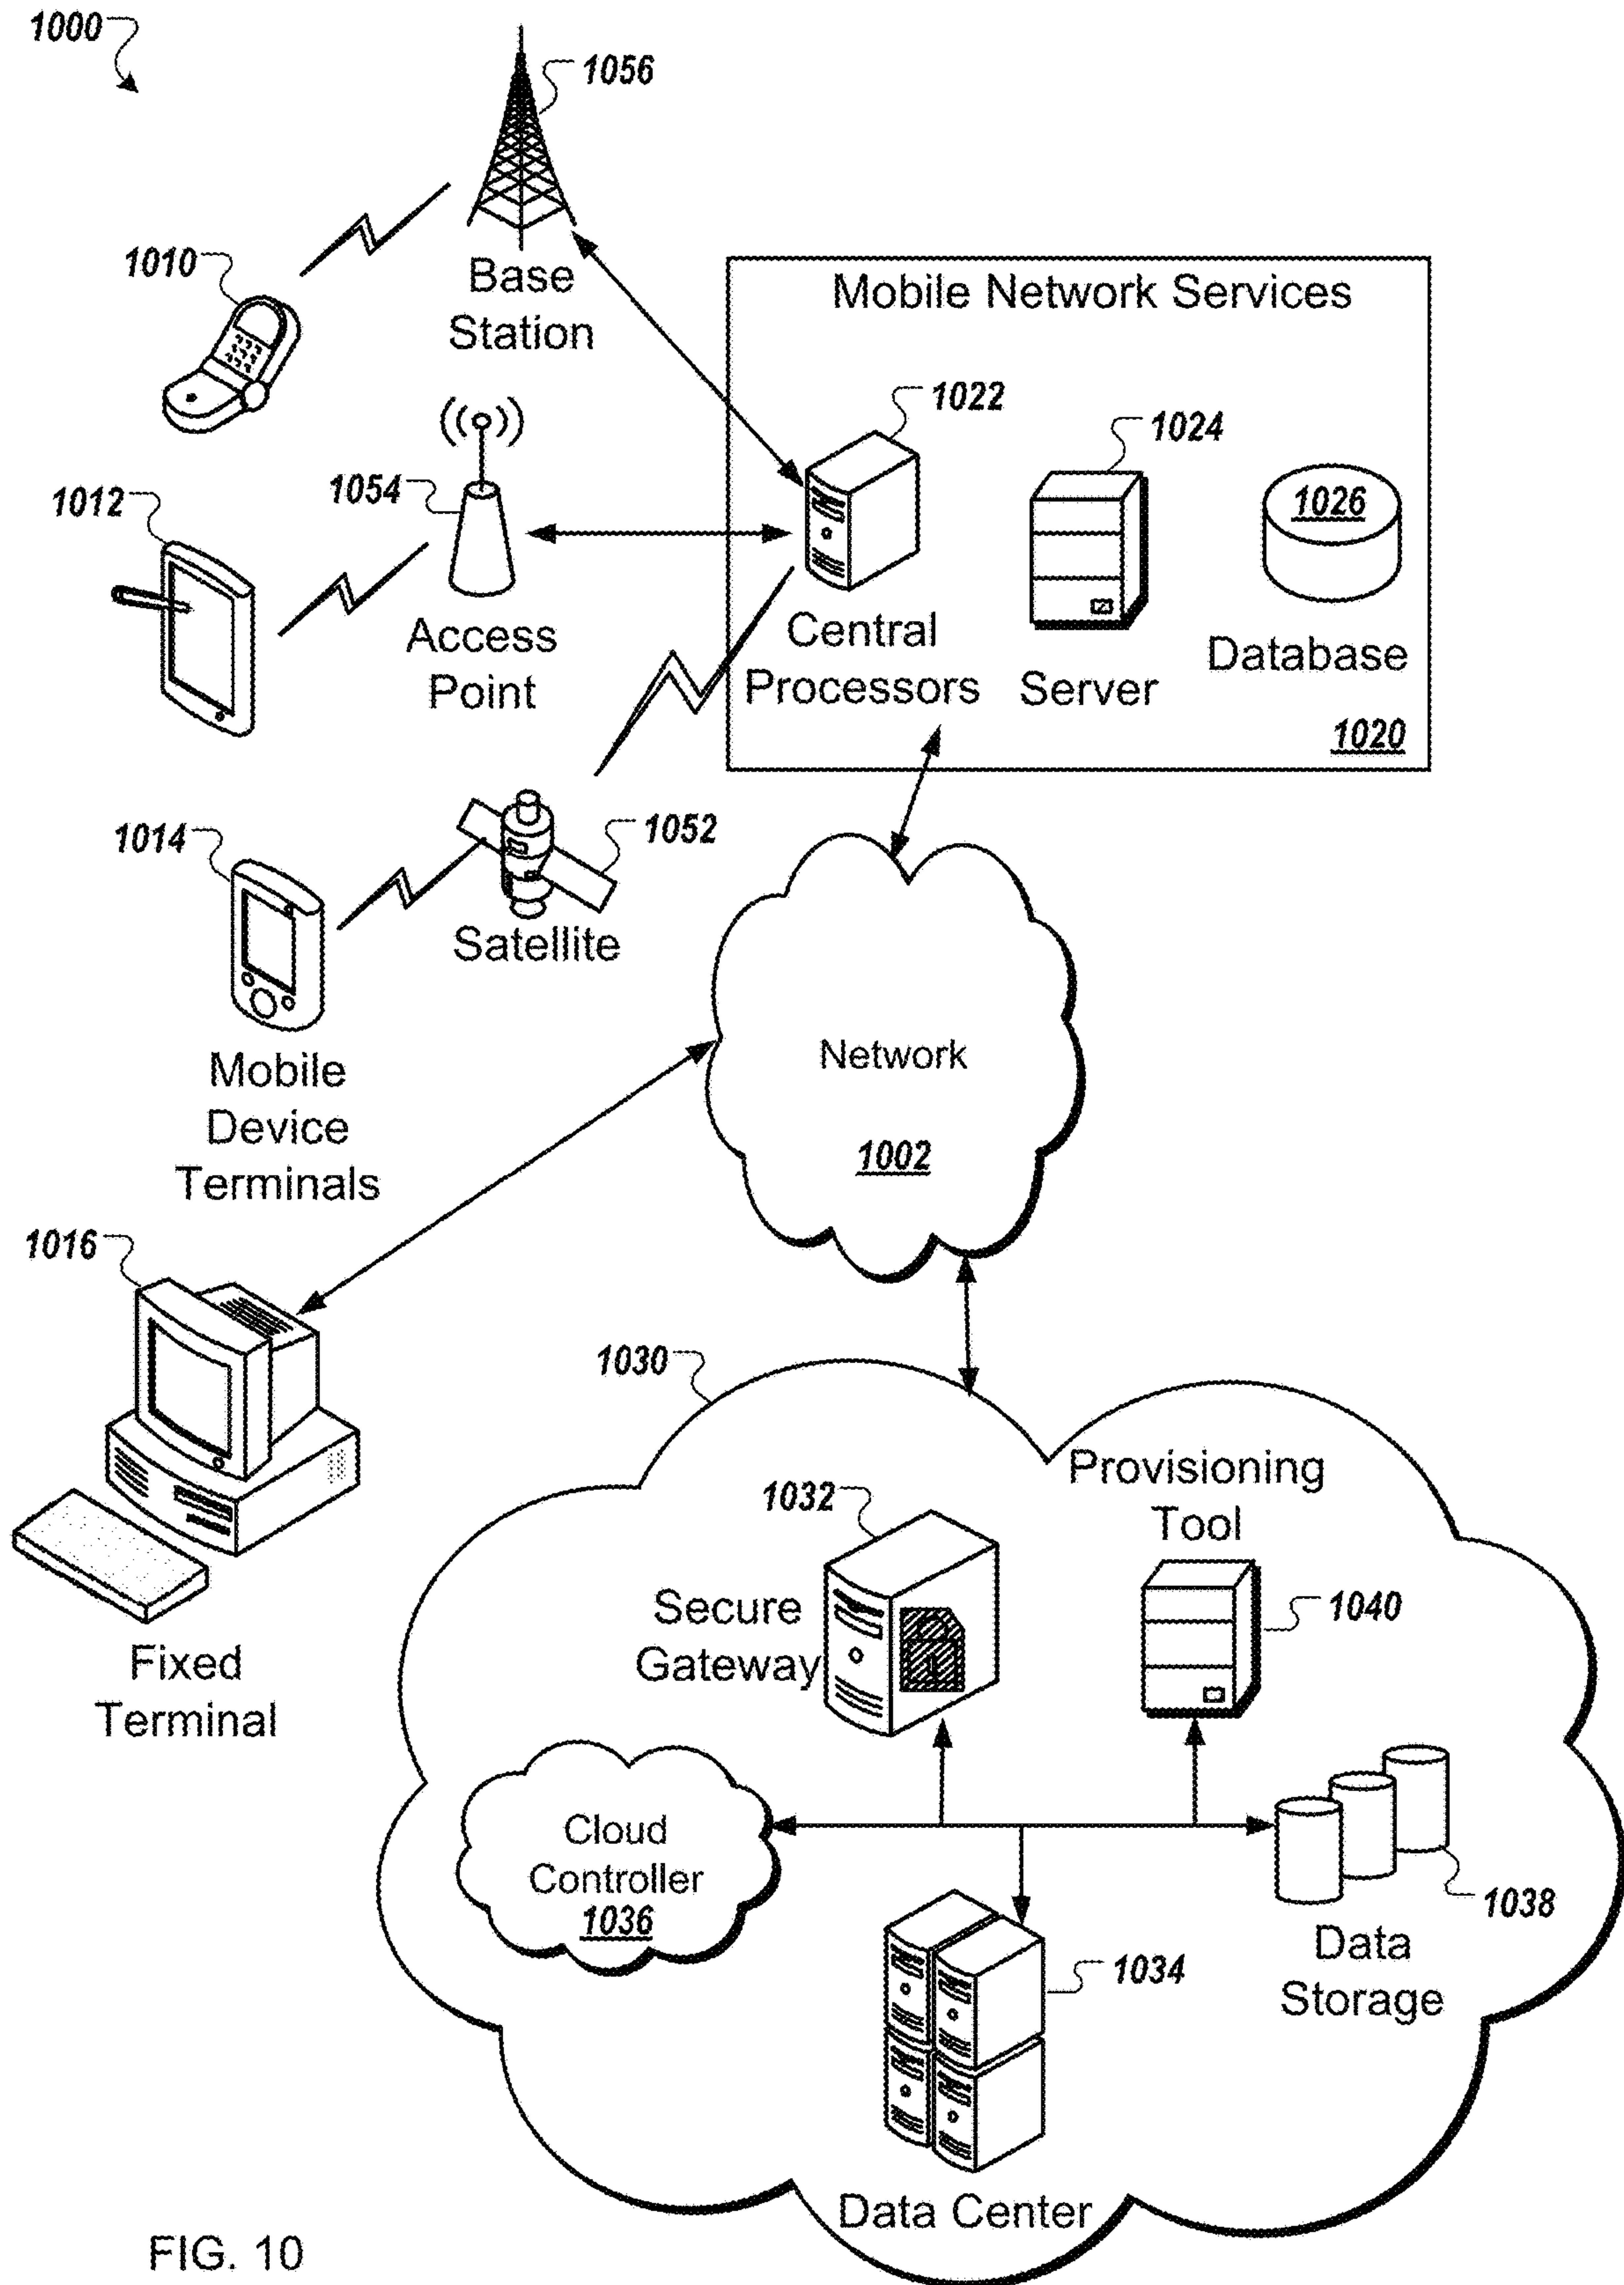 1000
1056
Base
Station
1010
Mobile Network Services
1022
1024
1026
1012
1054
Access
Point
Central
Processors
Server
Database
1020
1014
1052
Satellite
Mobile
Device
Terminals
Network
1002
1016
Fixed
Terminal
1030
Provisioning
Tool
1032
Secure
Gateway
1040
Cloud
Controller
1036
1038
Data
Storage
1034
Data Center
FIG. 10